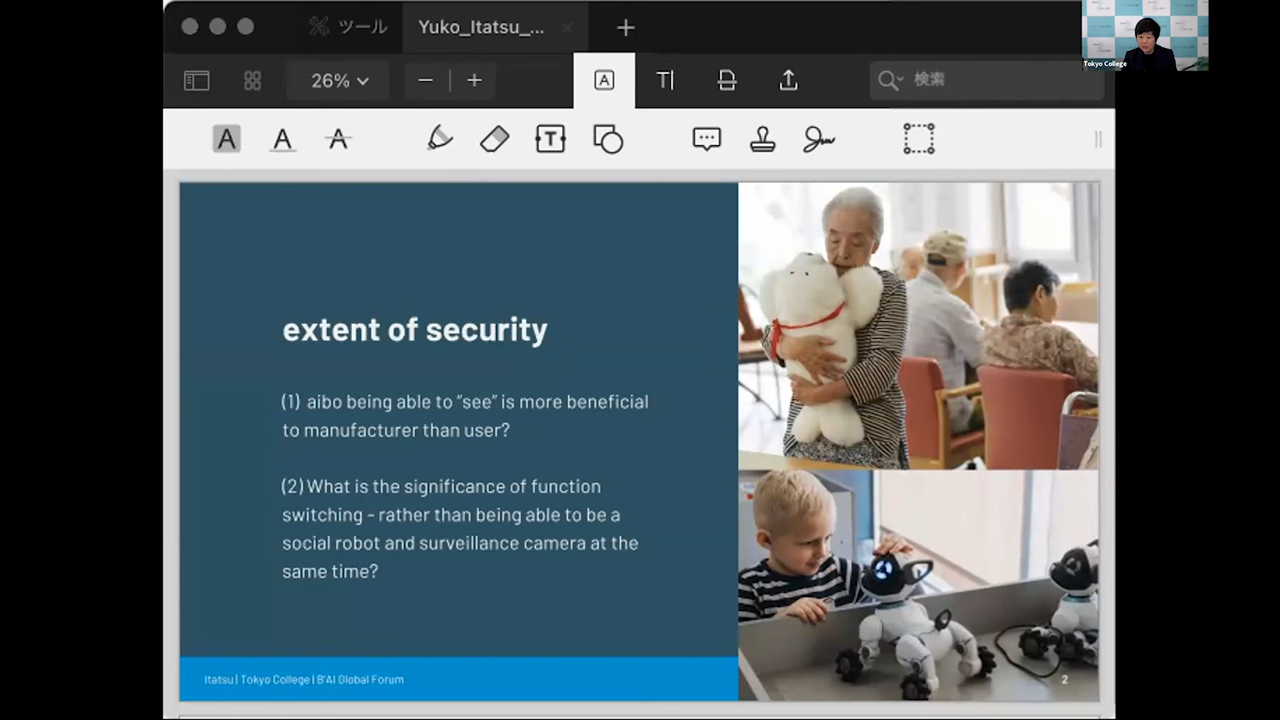 ツール
Yuko_Itatsu_...
26%
検索
Tokyo College
extent of security
(1) aibo being able to “see” is more beneficial
to manufacturer than user?
(2) What is the significance of function
switching - rather than being able to be a
social robot and surveillance camera at the
same time?
Itatsu | Tokyo College | B'AI Global Forum
2